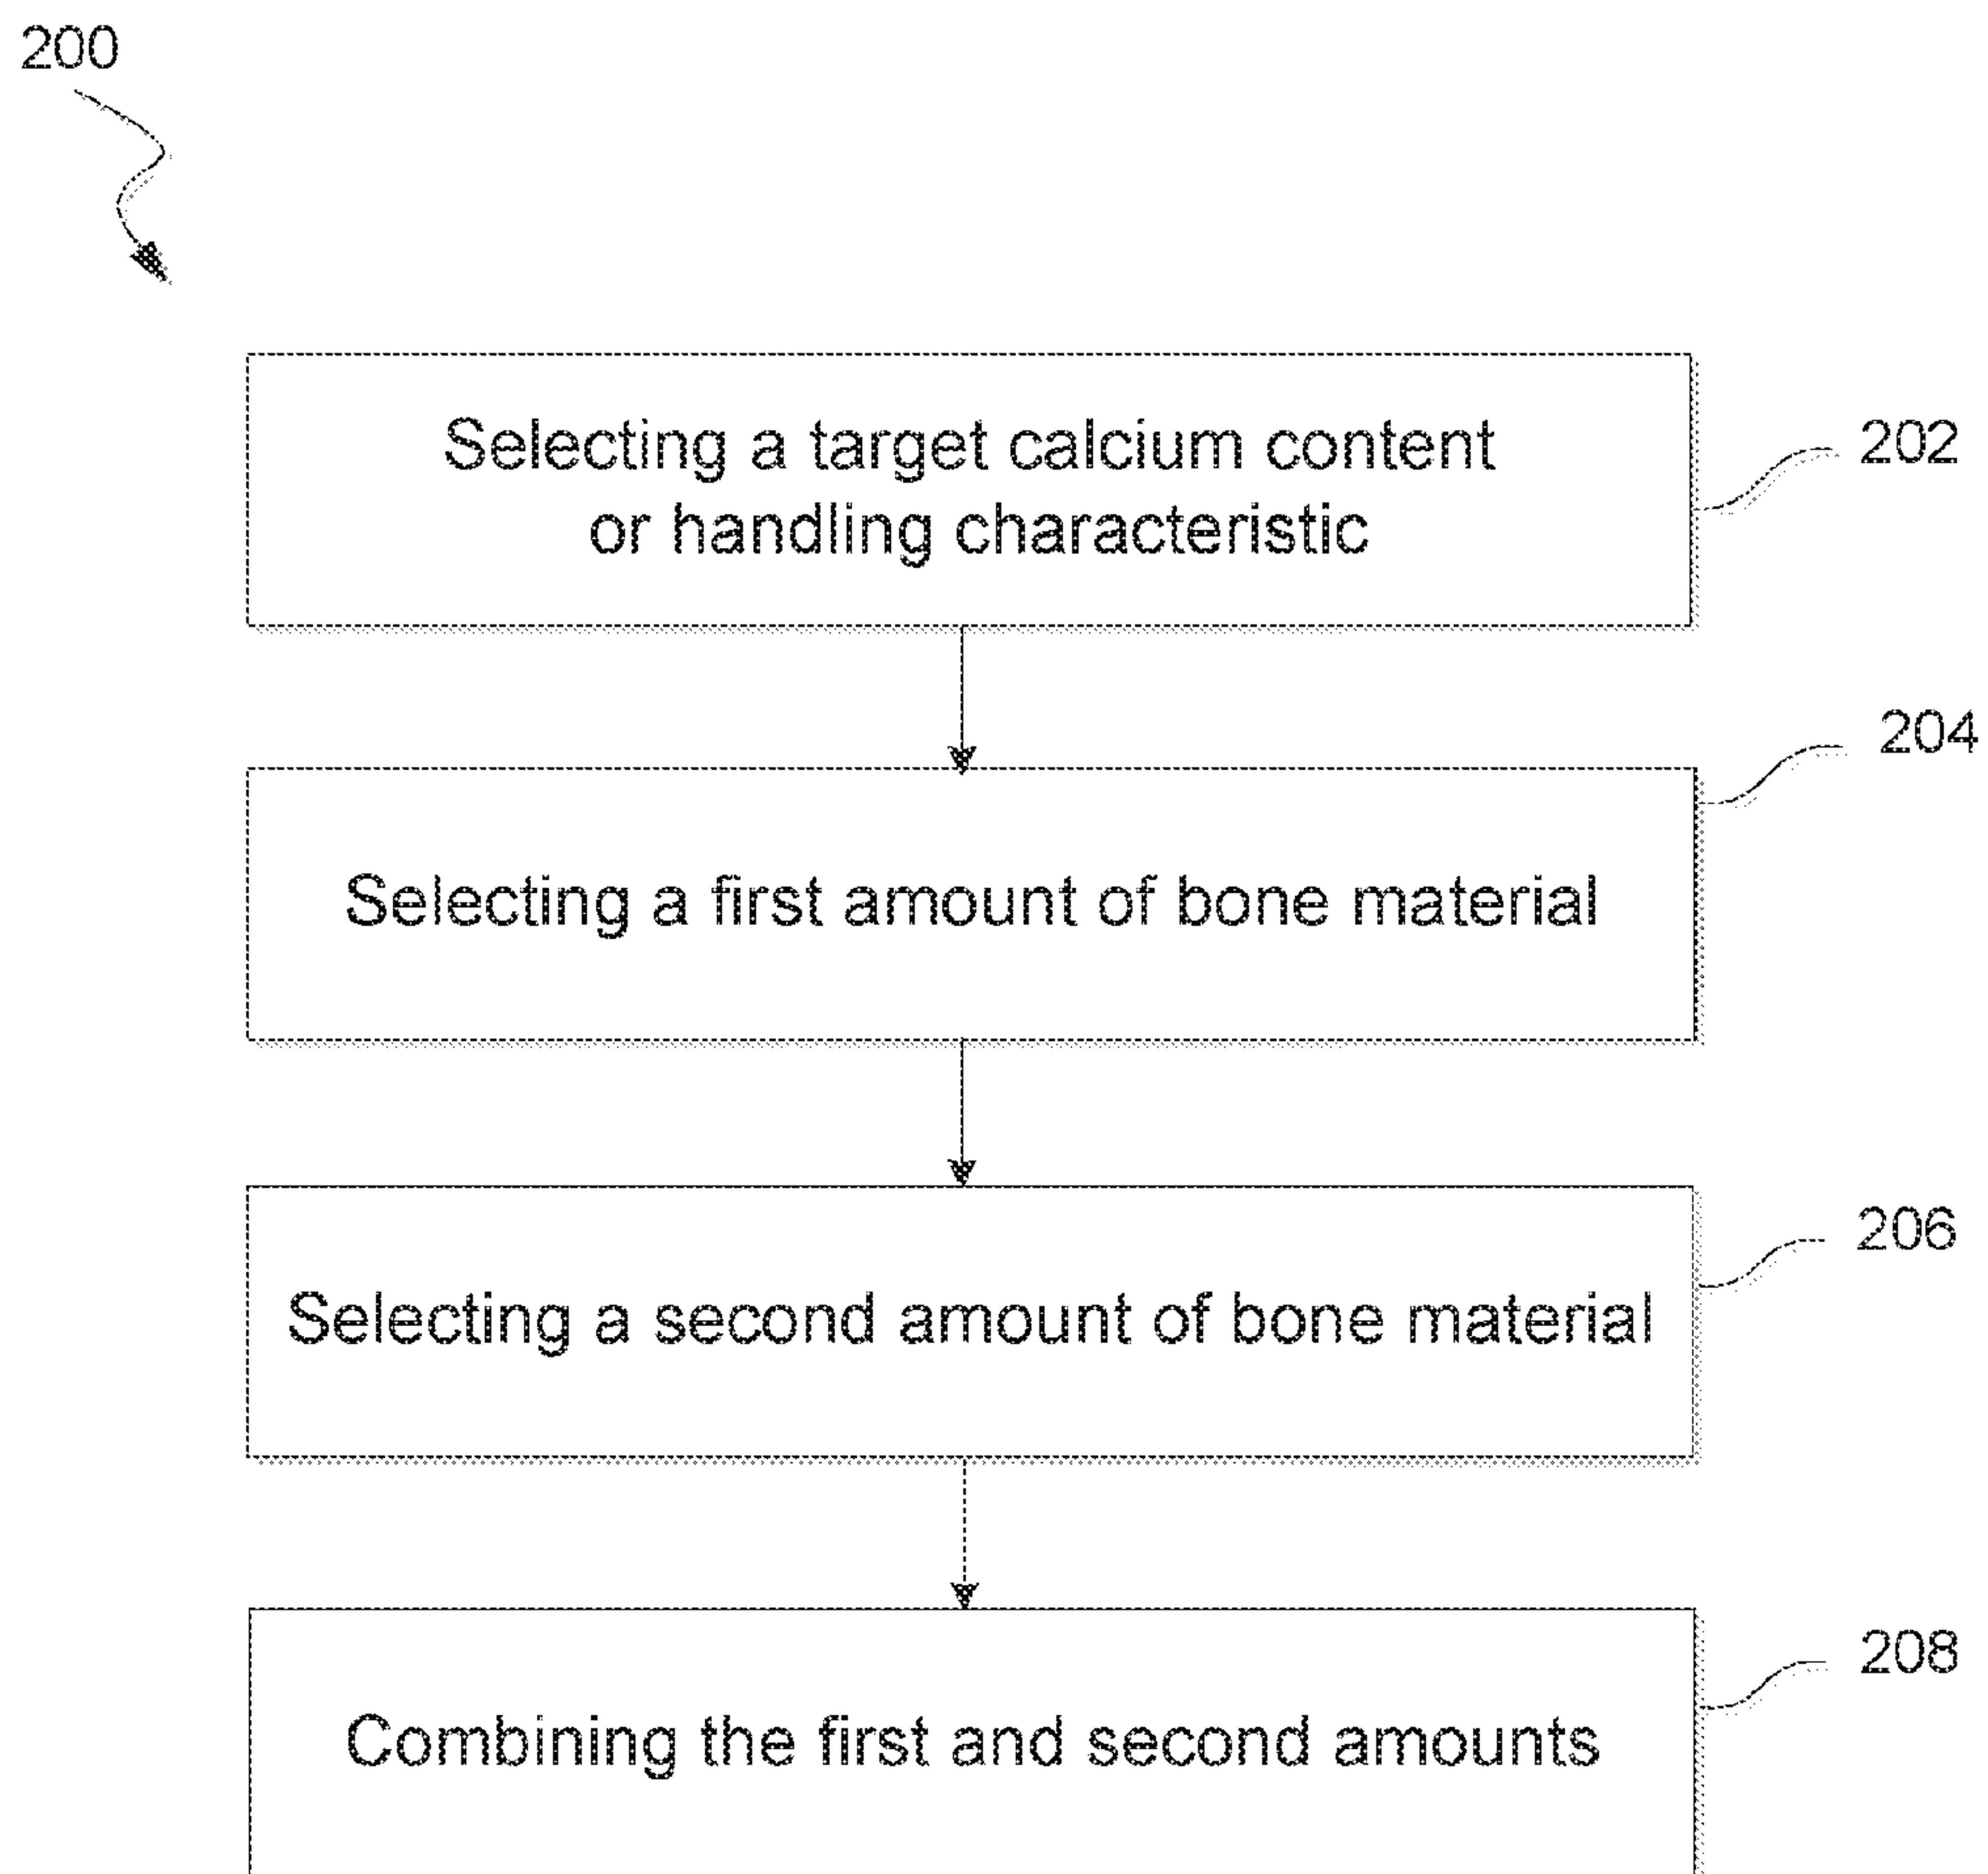 200
Selecting a target calcium content
or handling characteristic
202
204
Selecting a first amount of bone material
206
Selecting a second amount of bone material
208
Combining the first and second amounts